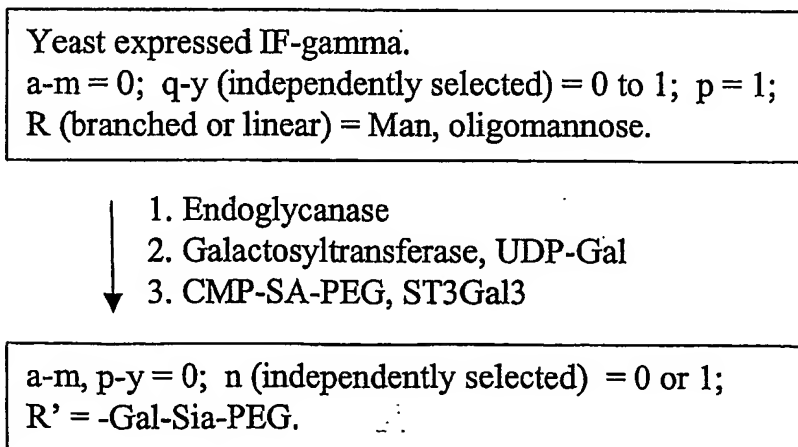 Yeast expressed IF-gamma.
a-m = 0; q-y (independently selected) = 0 to 1; p = 1;
R (branched or linear) = Man, oligomannose.
1. Endoglycanase
2. Galactosyltransferase, UDP-Gal
3. CMP-SA-PEG, ST3Gal3
a-m, p-y = 0; n (independently selected) = 0 or 1;
R' = -Gal-Sia-PEG.